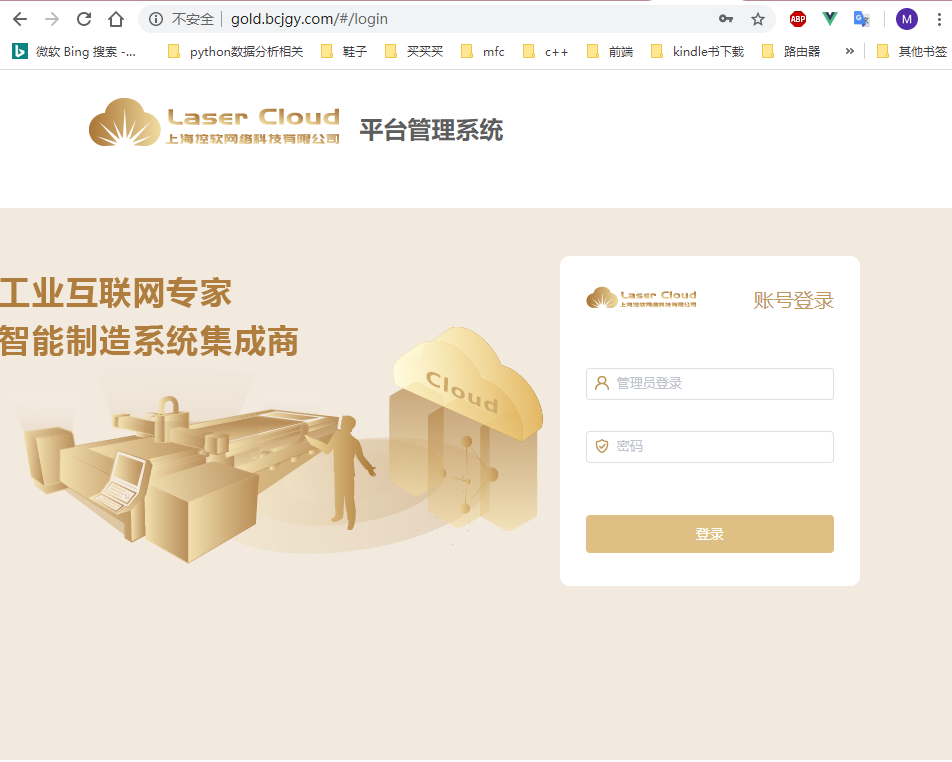 不安全 gold.bcjgy.com/#/login
ABP
M
微软 Bing 搜索 -... python数据分析相关 鞋子 买买买 mfc c++ 前端 kindle书下载 路由器 » 其他书签
Laser Cloud
上海控软网络科技有限公司
平台管理系统
工业互联网专家
智能制造系统集成商
Cloud
Laser Cloud
上海控软网络科技有限公司
账号登录
管理员登录
密码
登录